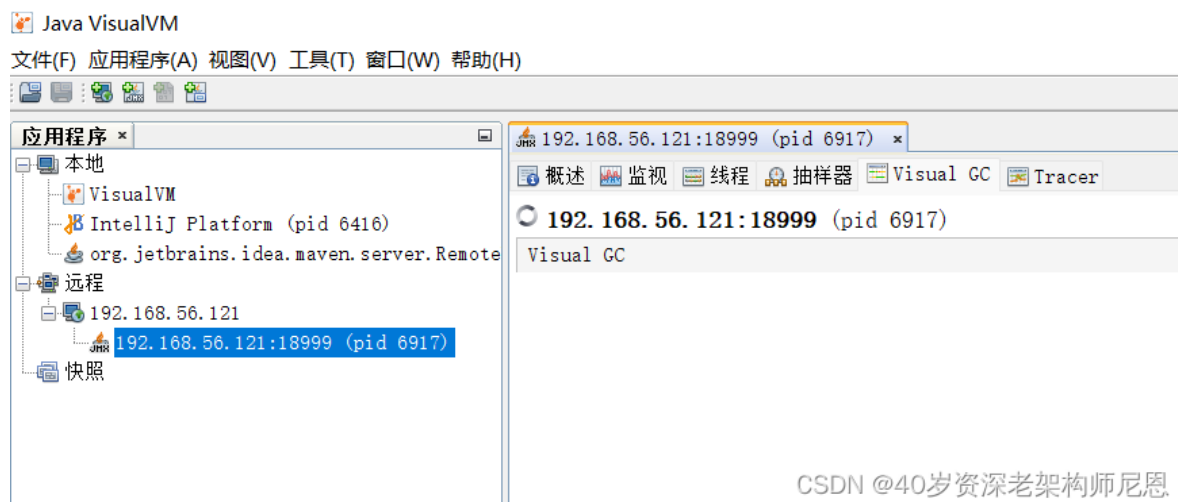 Java VisualVM
文件(F) 应用程序(A) 视图(V) 工具(T) 窗口(W) 帮助(H)
应用程序 ×
本地
VisualVM
IntelliJ Platform (pid 6416)
org.jetbrains.idea.maven.server.Remote
远程
192.168.56.121
192.168.56.121:18999 (pid 6917)
快照
192.168.56.121:18999 (pid 6917) ×
概述 监视 线程 抽样器 Visual GC Tracer
192.168.56.121:18999 (pid 6917)
Visual GC
CSDN @40岁资深老架构师尼恩